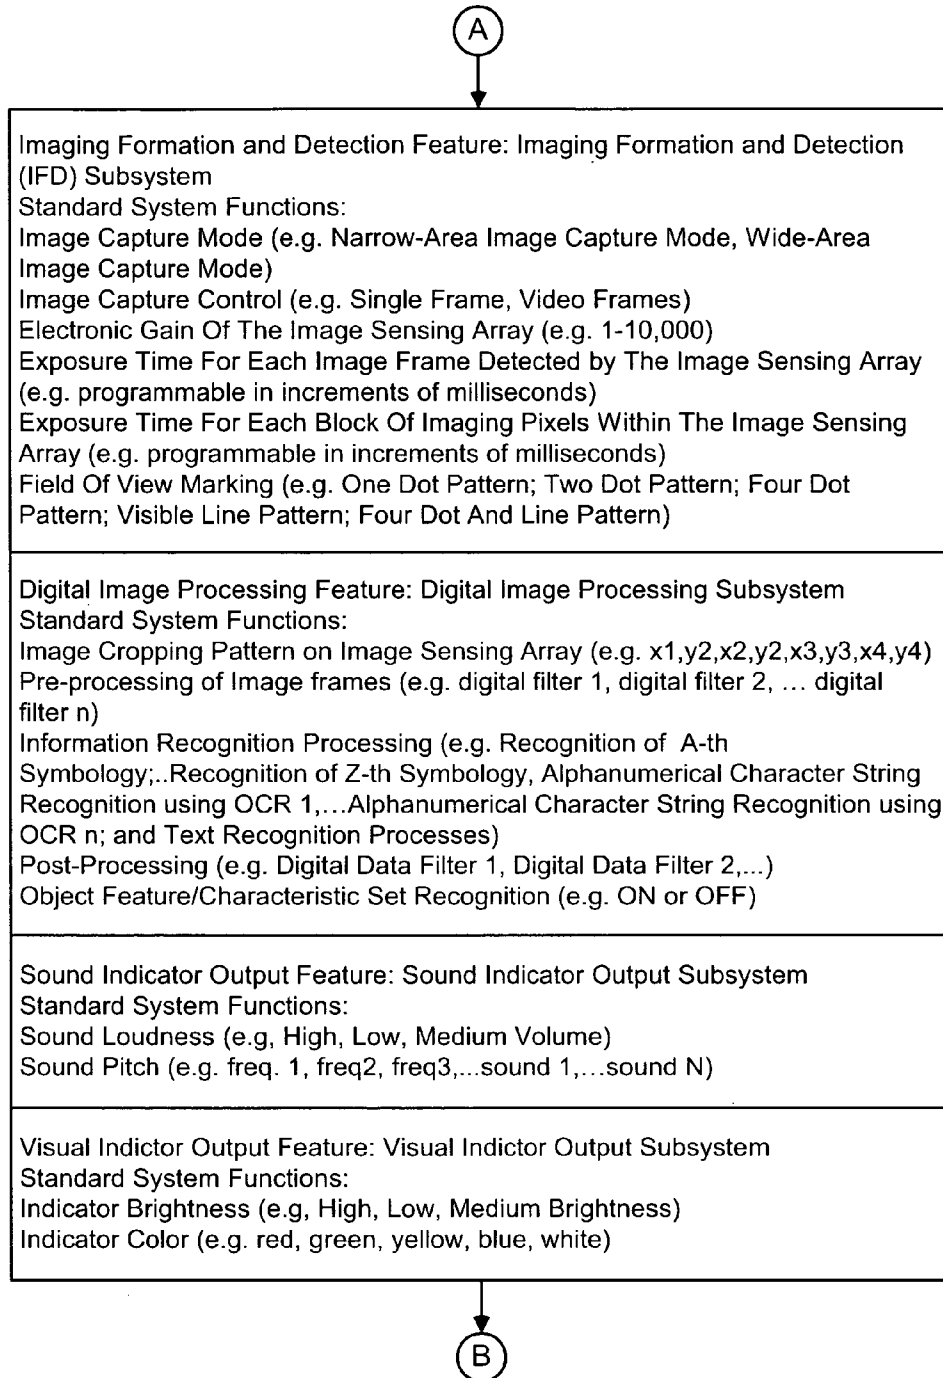 A
Imaging Formation and Detection Feature: Imaging Formation and Detection
(IFD) Subsystem
Standard System Functions:
Image Capture Mode (e.g. Narrow-Area Image Capture Mode, Wide-Area
Image Capture Mode)
Image Capture Control (e.g. Single Frame, Video Frames)
Electronic Gain Of The Image Sensing Array (e.g. 1-10,000)
Exposure Time For Each Image Frame Detected by The Image Sensing Array
(e.g. programmable in increments of milliseconds)
Exposure Time For Each Block Of Imaging Pixels Within The Image Sensing
Array (e.g. programmable in increments of milliseconds)
Field Of View Marking (e.g. One Dot Pattern; Two Dot Pattern; Four Dot
Pattern; Visible Line Pattern; Four Dot And Line Pattern)
Digital Image Processing Feature: Digital Image Processing Subsystem
Standard System Functions:
Image Cropping Pattern on Image Sensing Array (e.g. x1,y2,x2,y2,x3,y3,x4,y4)
Pre-processing of Image frames (e.g. digital filter 1, digital filter 2, ... digital
filter n)
Information Recognition Processing (e.g. Recognition of A-th
Symbology;..Recognition of Z-th Symbology, Alphanumerical Character String
Recognition using OCR 1,...Alphanumerical Character String Recognition using
OCR n; and Text Recognition Processes)
Post-Processing (e.g. Digital Data Filter 1, Digital Data Filter 2,...)
Object Feature/Characteristic Set Recognition (e.g. ON or OFF)
Sound Indicator Output Feature: Sound Indicator Output Subsystem
Standard System Functions:
Sound Loudness (e.g, High, Low, Medium Volume)
Sound Pitch (e.g. freq. 1, freq2, freq3,...sound 1,...sound N)
Visual Indictor Output Feature: Visual Indictor Output Subsystem
Standard System Functions:
Indicator Brightness (e.g, High, Low, Medium Brightness)
Indicator Color (e.g. red, green, yellow, blue, white)
B